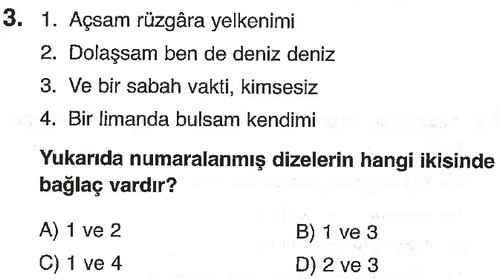 3. 1. Açsam rüzgâra yelkenimi
2. Dolaşsam ben de deniz deniz
3. Ve bir sabah vakti, kimsesiz
4. Bir limanda bulsam kendimi
Yukarıda numaralanmış dizelerin hangi ikisinde
bağlaç vardır?
A) 1 ve 2 B) 1 ve 3
C) 1 ve 4 D) 2 ve 3